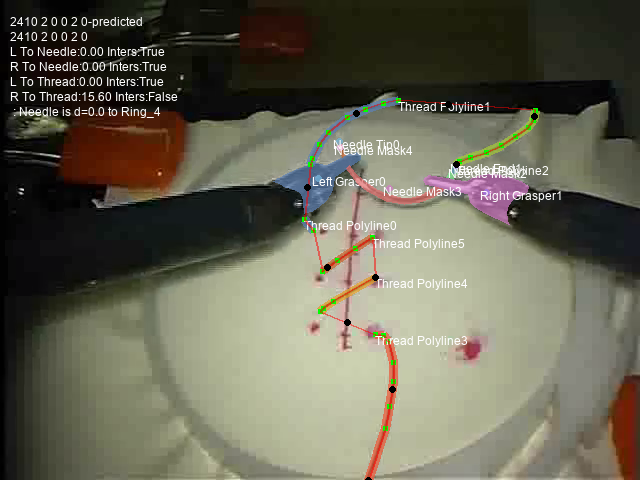 2410 2 0 0 2 0-predicted
2410 2 0 0 2 0
L To Needle:0.00 Inters:True
R To Needle:0.00 Inters:True
L To Thread:0.00 Inters:True
R To Thread:15.60 Inters:False
: Needle is d=0.0 to Ring_4
Thread Polyline1
Needle Tip0
Needle Mask4
Left Grasper0
Needle Mask3
Right Grasper1
Thread Polyline0
Thread Polyline5
Thread Polyline4
Thread Polyline3